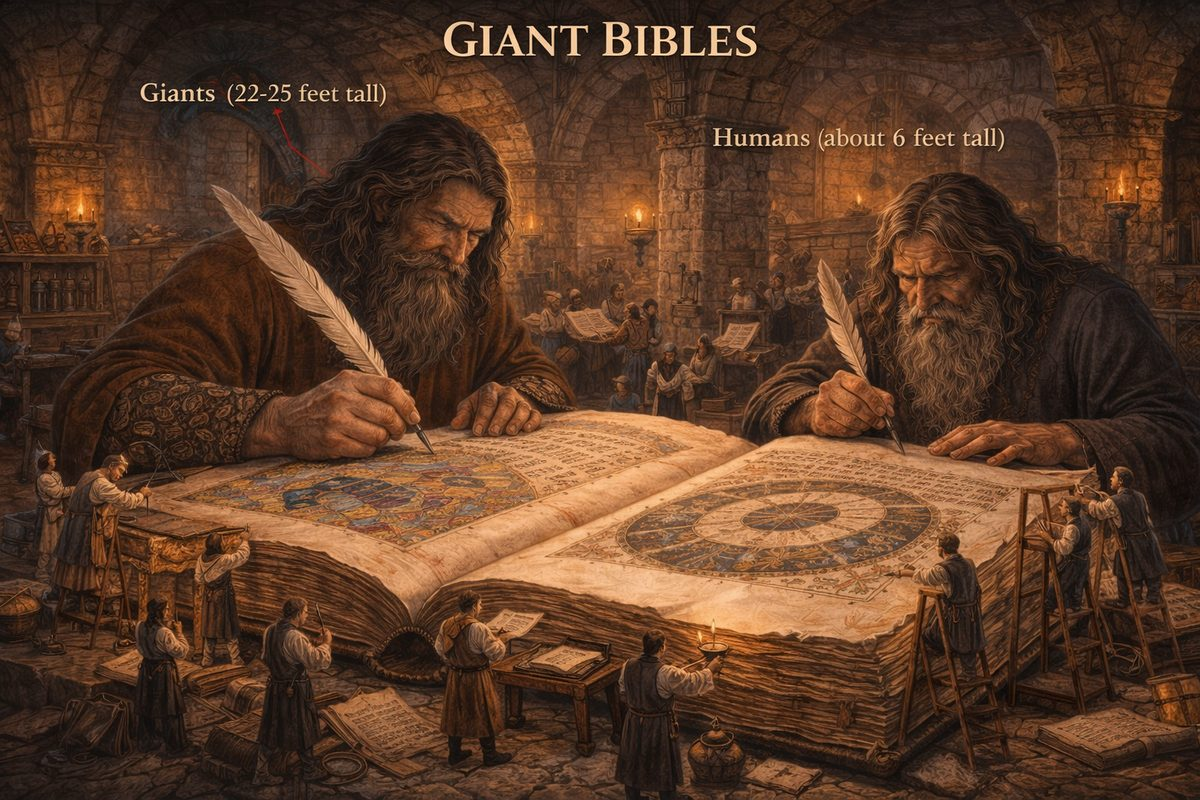 GIANT BIBLES
Giants (22-25 feet tall)
Humans (about 6 feet tall)